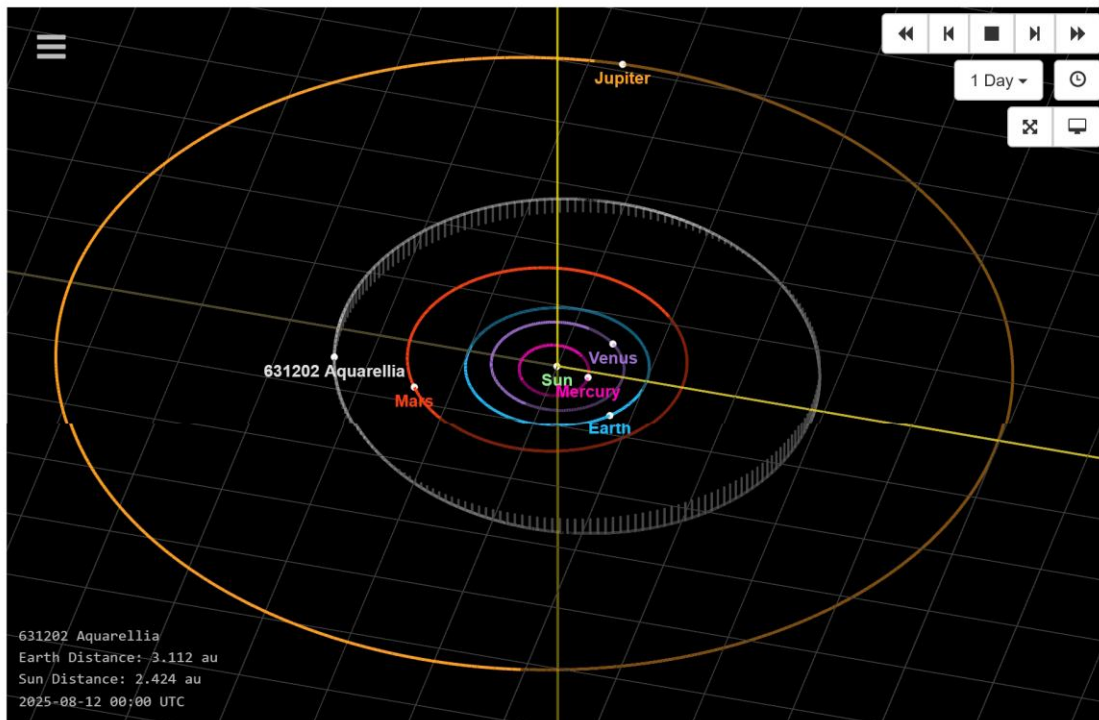 1 Day
Jupiter
Venus
631202 Aquarellia
Sun
Mercury
Mars
Earth
631202 Aquarellia
Earth Distance: 3.112 au
Sun Distance: 2.424 au
2025-08-12 00:00 UTC